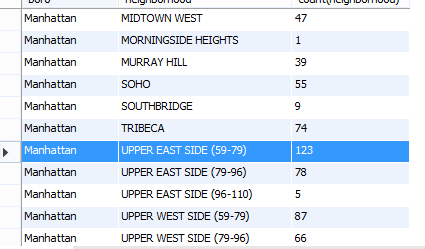 boro neighborhood count(neighborhood)
Manhattan MIDTOWN WEST 47
Manhattan MORNINGSIDE HEIGHTS 1
Manhattan MURRAY HILL 39
Manhattan SOHO 55
Manhattan SOUTHBRIDGE 9
Manhattan TRIBECA 74
Manhattan UPPER EAST SIDE (59-79) 123
Manhattan UPPER EAST SIDE (79-96) 78
Manhattan UPPER EAST SIDE (96-110) 5
Manhattan UPPER WEST SIDE (59-79) 87
Manhattan UPPER WEST SIDE (79-96) 66